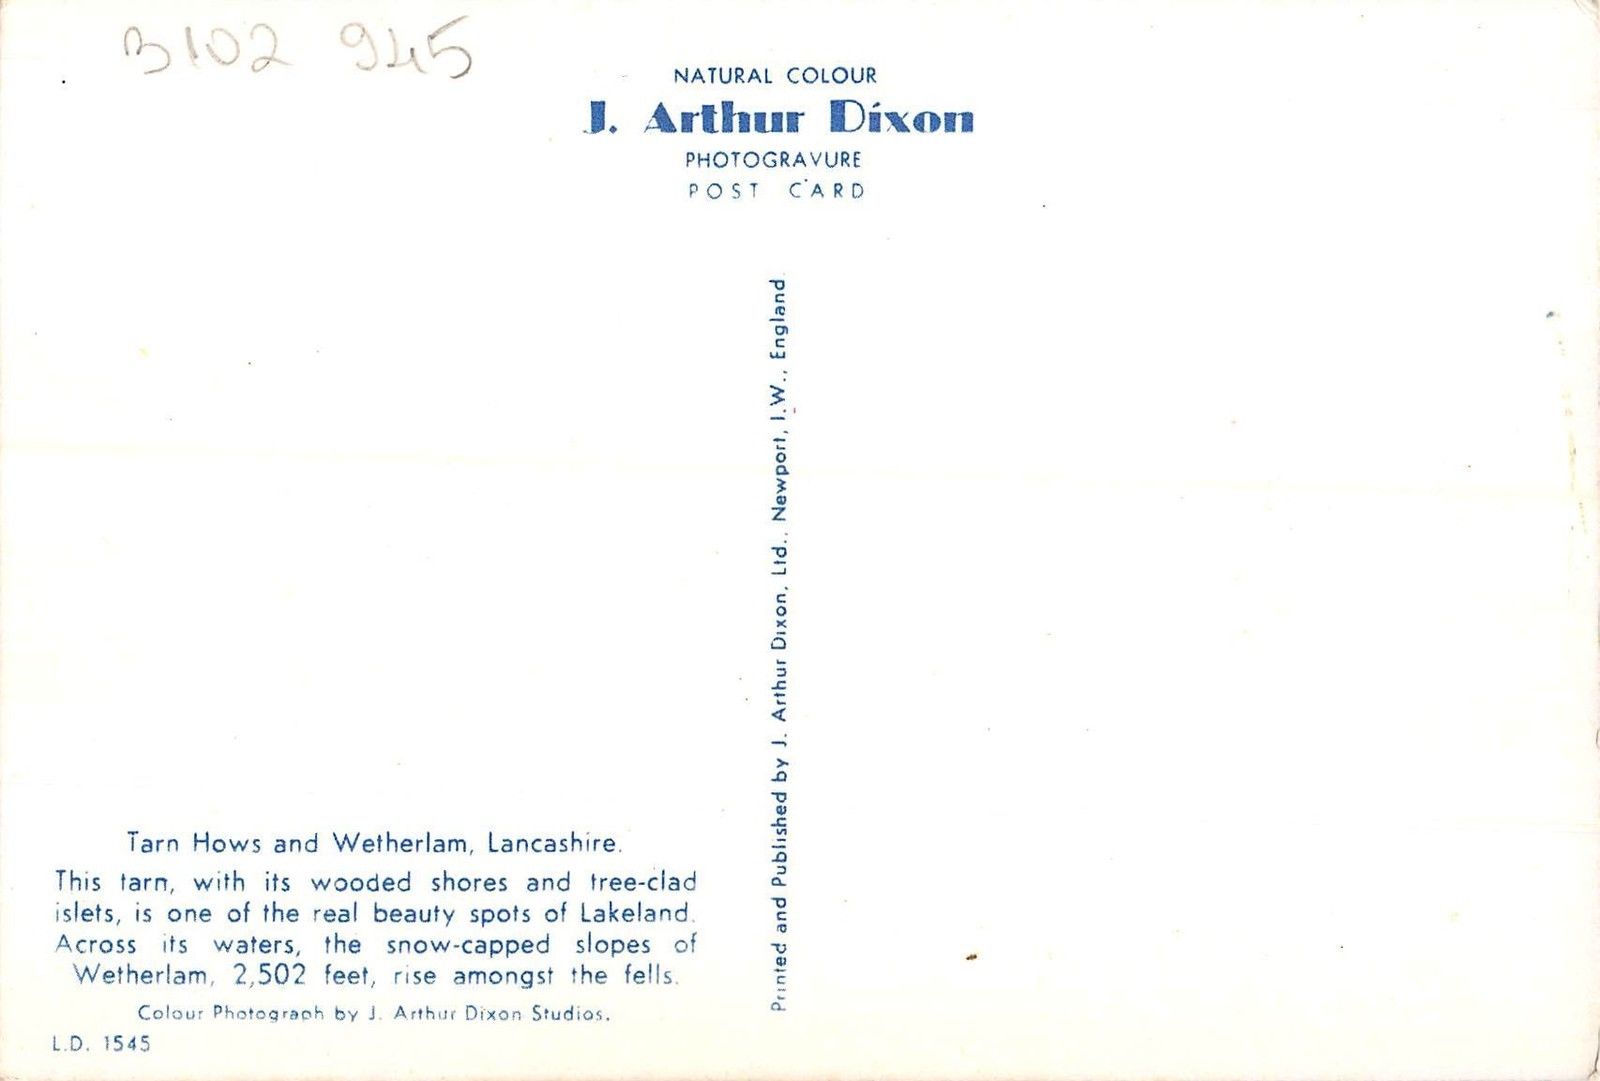 B102 945
NATURAL COLOUR
J. Arthur Dixon
PHOTOGRAVURE
POST CARD
Printed and Published by J. Arthur Dixon, Ltd., Newport, I.W., England
Tarn Hows and Wetherlam, Lancashire.
This tarn, with its wooded shores and tree-clad
islets, is one of the real beauty spots of Lakeland.
Across its waters, the snow-capped slopes of
Wetherlam, 2,502 feet, rise amongst the fells.
Colour Photograph by J. Arthur Dixon Studios.
L.D. 1545